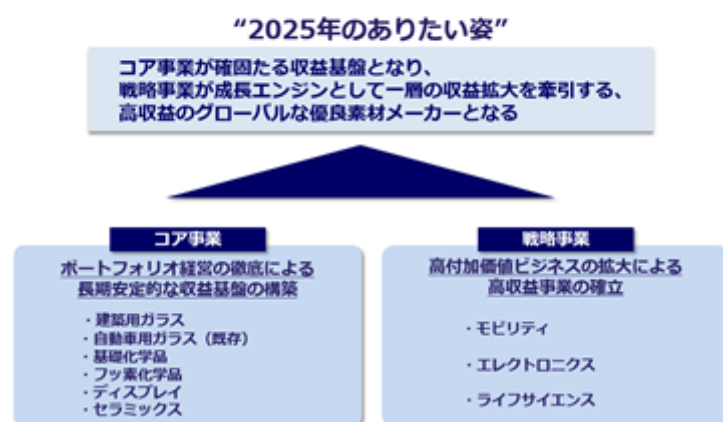 “2025年のありたい姿”
コア事業が確固たる収益基盤となり、
戦略事業が成長エンジンとして一層の収益拡大を牽引する、
高収益のグローバルな優良素材メーカーとなる
コア事業
ポートフォリオ経営の徹底による
長期安定的な収益基盤の構築
・建築用ガラス
・自動車用ガラス（既存）
・基礎化学品
・フッ素化学品
・ディスプレイ
・セラミックス
戦略事業
高付加価値ビジネスの拡大による
高収益事業の確立
・モビリティ
・エレクトロニクス
・ライフサイエンス